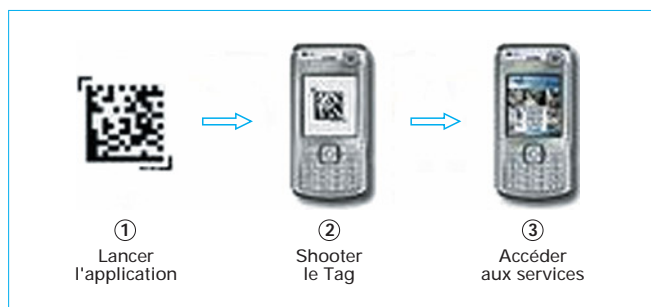 ①
Lancer
l'application
②
Shooter
le Tag
③
Accéder
aux services